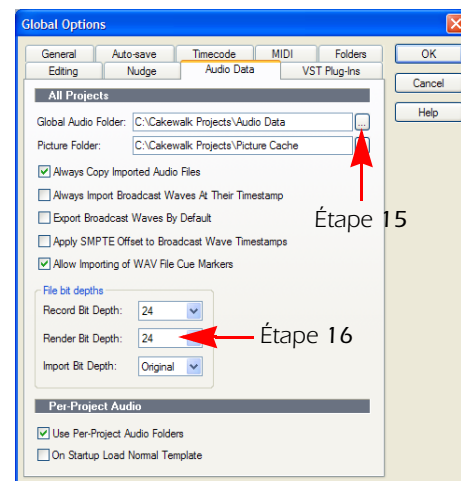 Global Options
General Auto-save Timecode MIDI Folders
Editing Nudge Audio Data VST Plug-Ins
OK
Cancel
Help
All Projects
Global Audio Folder: C:\Cakewalk Projects\Audio Data ...
Picture Folder: C:\Cakewalk Projects\Picture Cache
Always Copy Imported Audio Files
Always Import Broadcast Waves At Their Timestamp
Export Broadcast Waves By Default
Étape 15
Apply SMPTE Offset to Broadcast Wave Timestamps
Allow Importing of WAV File Cue Markers
File bit depths
Record Bit Depth: 24
Render Bit Depth: 24
Étape 16
Import Bit Depth: Original
Per-Project Audio
Use Per-Project Audio Folders
On Startup Load Normal Template